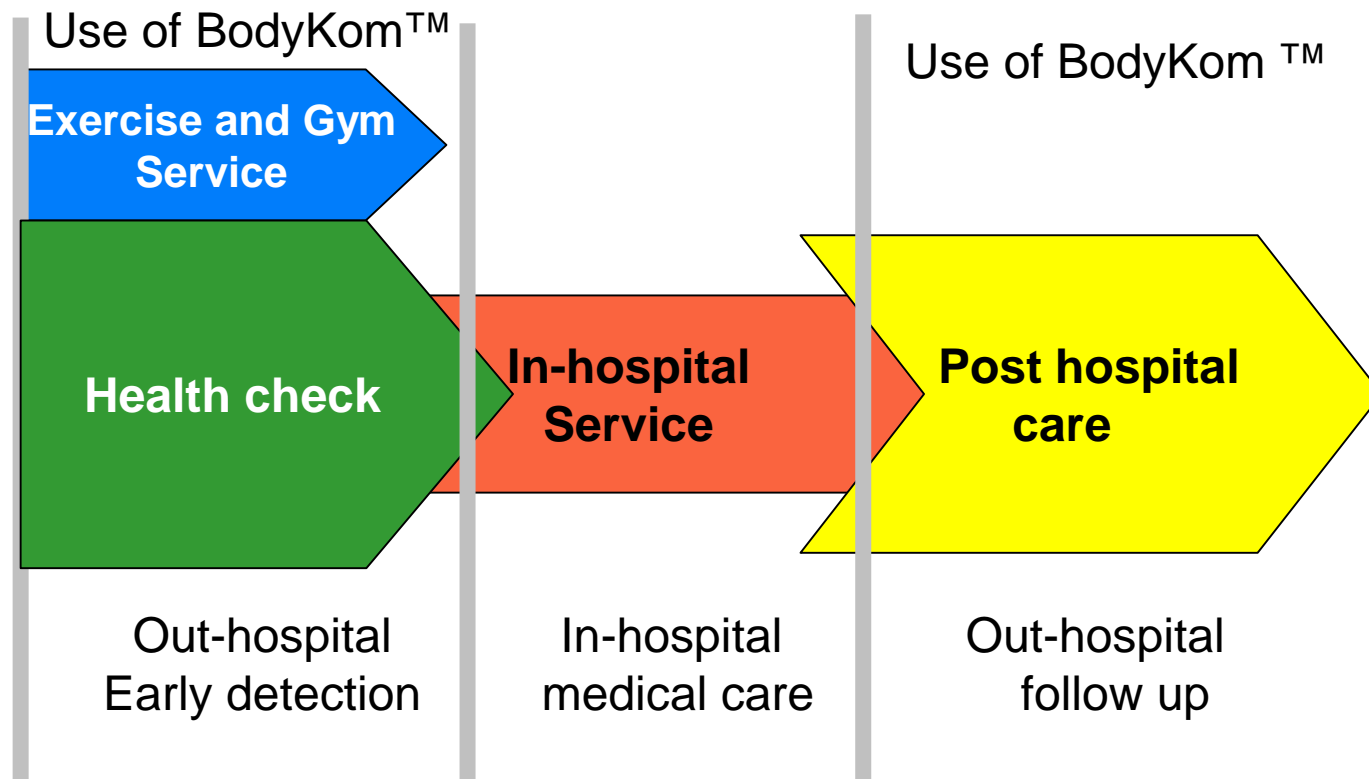 Use of BodyKom™
Use of BodyKom ™
Exercise and Gym
Service
Health check
In-hospital
Service
Post hospital
care
Out-hospital
Early detection
In-hospital
medical care
Out-hospital
follow up